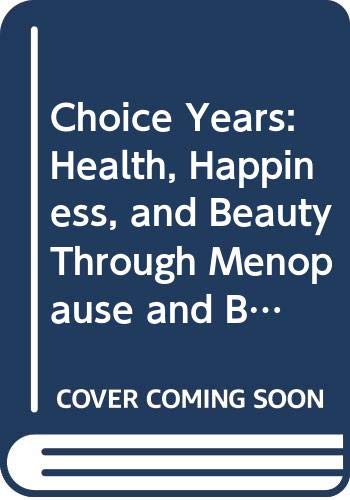 Choice Years:
Health, Happin
ess, and Beauty
Through Menop
ause and B...
COVER COMING SOON